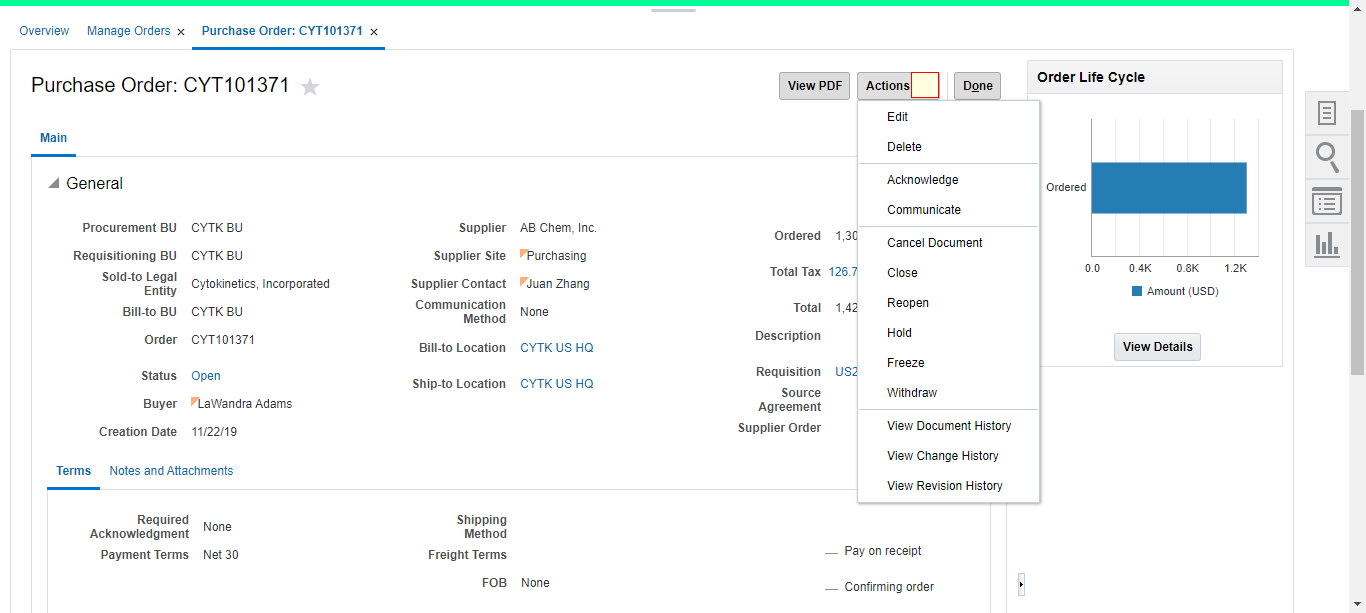 Overview Manage Orders Purchase Order: CYT101371
Purchase Order: CYT101371
View PDF Actions Done
Main
General
Procurement BU CYTK BU
Requisitioning BU CYTK BU
Sold-to Legal
Entity Cytokinetics, Incorporated
Bill-to BU CYTK BU
Order CYT101371
Status Open
Buyer LaWandra Adams
Creation Date 11/22/19
Supplier AB Chem, Inc.
Supplier Site Purchasing
Supplier Contact Juan Zhang
Communication
Method None
Bill-to Location CYTK US HQ
Ship-to Location CYTK US HQ
Ordered 1,30
Total Tax 126.7
Total 1,42
Description
Requisition US2
Source
Agreement
Supplier Order
Edit
Delete
Acknowledge
Communicate
Cancel Document
Close
Reopen
Hold
Freeze
Withdraw
View Document History
View Change History
View Revision History
Order Life Cycle
Ordered
0.0 0.4K 0.8K 1.2K
Amount (USD)
View Details
Terms Notes and Attachments
Required
Acknowledgment None
Payment Terms Net 30
Shipping
Method
Freight Terms
FOB None
Pay on receipt
Confirming order